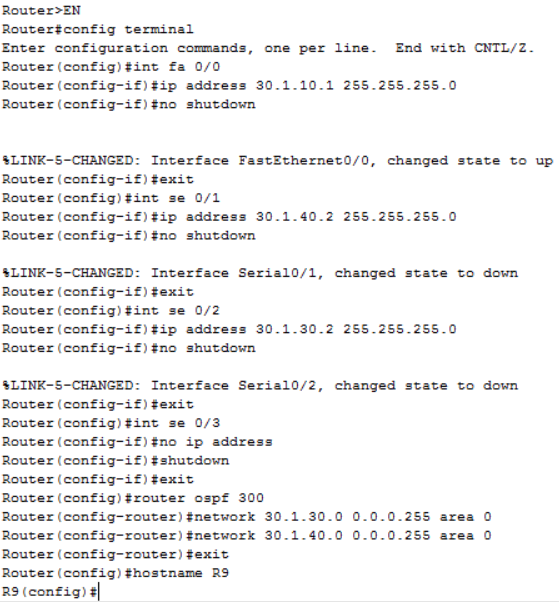 Router>EN
Router#config terminal
Enter configuration commands, one per line.  End with CNTL/Z.
Router(config)#int fa 0/0
Router(config-if)#ip address 30.1.10.1 255.255.255.0
Router(config-if)#no shutdown
%LINK-5-CHANGED: Interface FastEthernet0/0, changed state to up
Router(config-if)#exit
Router(config)#int se 0/1
Router(config-if)#ip address 30.1.40.2 255.255.255.0
Router(config-if)#no shutdown
%LINK-5-CHANGED: Interface Serial0/1, changed state to down
Router(config-if)#exit
Router(config)#int se 0/2
Router(config-if)#ip address 30.1.30.2 255.255.255.0
Router(config-if)#no shutdown
%LINK-5-CHANGED: Interface Serial0/2, changed state to down
Router(config-if)#exit
Router(config)#int se 0/3
Router(config-if)#no ip address
Router(config-if)#shutdown
Router(config-if)#exit
Router(config)#router ospf 300
Router(config-router)#network 30.1.30.0 0.0.0.255 area 0
Router(config-router)#network 30.1.40.0 0.0.0.255 area 0
Router(config-router)#exit
Router(config)#hostname R9
R9(config)#